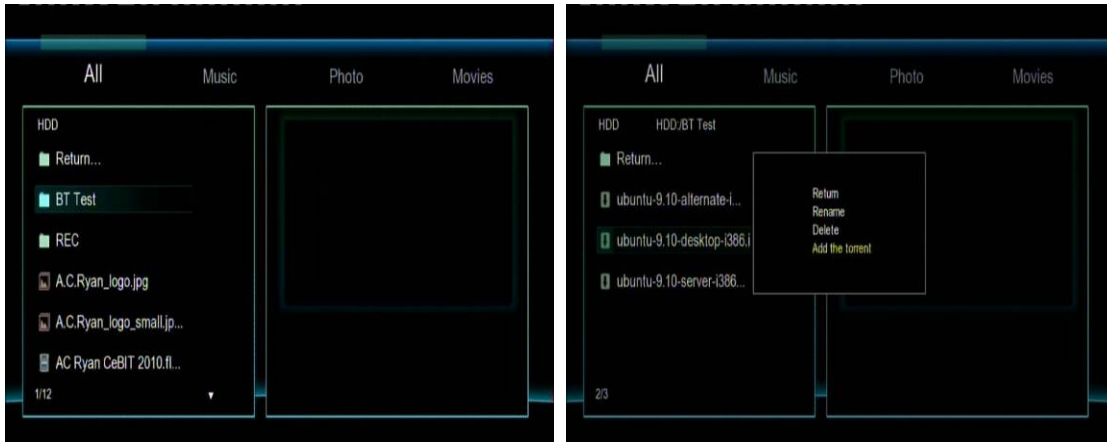 All Music Photo Movies
HDD
Return...
BT Test
REC
A.C.Ryan_logo.jpg
A.C.Ryan_logo_small.jp...
AC Ryan CeBIT 2010.fl...
1/12
All Music Photo Movies
HDD HDD:/BT Test
Return...
ubuntu-9.10-alternate-i...
ubuntu-9.10-desktop-i386.i
ubuntu-9.10-server-i386...
2/3
Return
Rename
Delete
Add the torrent